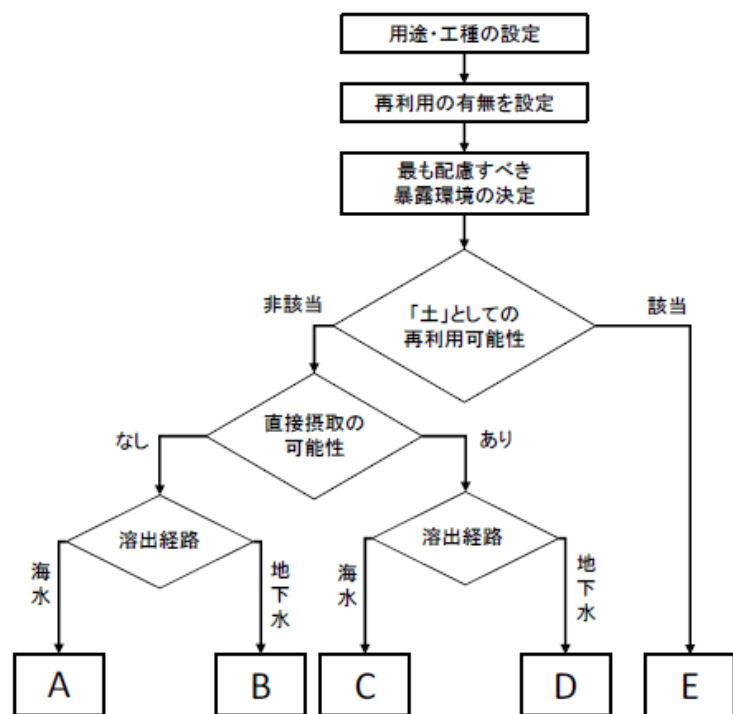 用途・工種の設定
再利用の有無を設定
最も配慮すべき
暴露環境の決定
「土」としての
再利用可能性
非該当
該当
直接摂取の
可能性
なし
あり
溶出経路
溶出経路
海水
地下水
海水
地下水
A
B
C
D
E